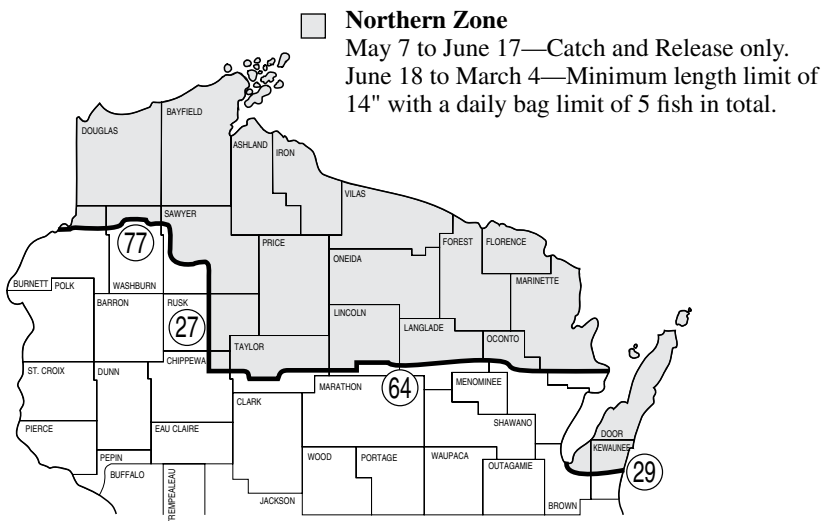 Northern Zone
May 7 to June 17—Catch and Release only.
June 18 to March 4—Minimum length limit of
14" with a daily bag limit of 5 fish in total.
BAYFIELD
DOUGLAS
ASHLAND
IRON
VILAS
SAWYER
77
PRICE
FOREST
FLORENCE
ONEIDA
MARINETTE
BURNETT
POLK
WASHBURN
BARRON
RUSK
27
LINCOLN
LANGLADE
OCONTO
TAYLOR
CHIPPEWA
ST. CROIX
DUNN
MARATHON
64
MENOMINEE
CLARK
SHAWANO
PIERCE
EAU CLAIRE
DOOR
KEWAUNEE
29
PEPIN
BUFFALO
TREMPEALEAU
WOOD
PORTAGE
WAUPACA
OUTAGAMIE
JACKSON
BROWN